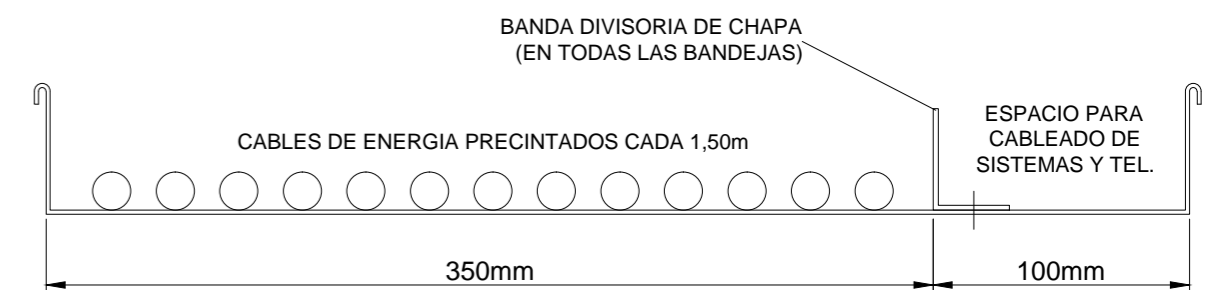 BANDA DIVISORIA DE CHAPA
(EN TODAS LAS BANDEJAS)
CABLES DE ENERGIA PRECINTADOS CADA 1,50m
ESPACIO PARA
CABLEADO DE
SISTEMAS Y TEL.
350mm
100mm